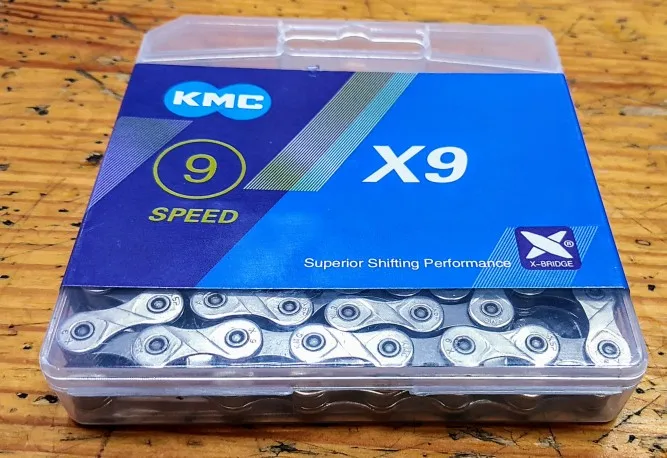 KMC
9
SPEED
X9
Superior Shifting Performance
X®
X-BRIDGE